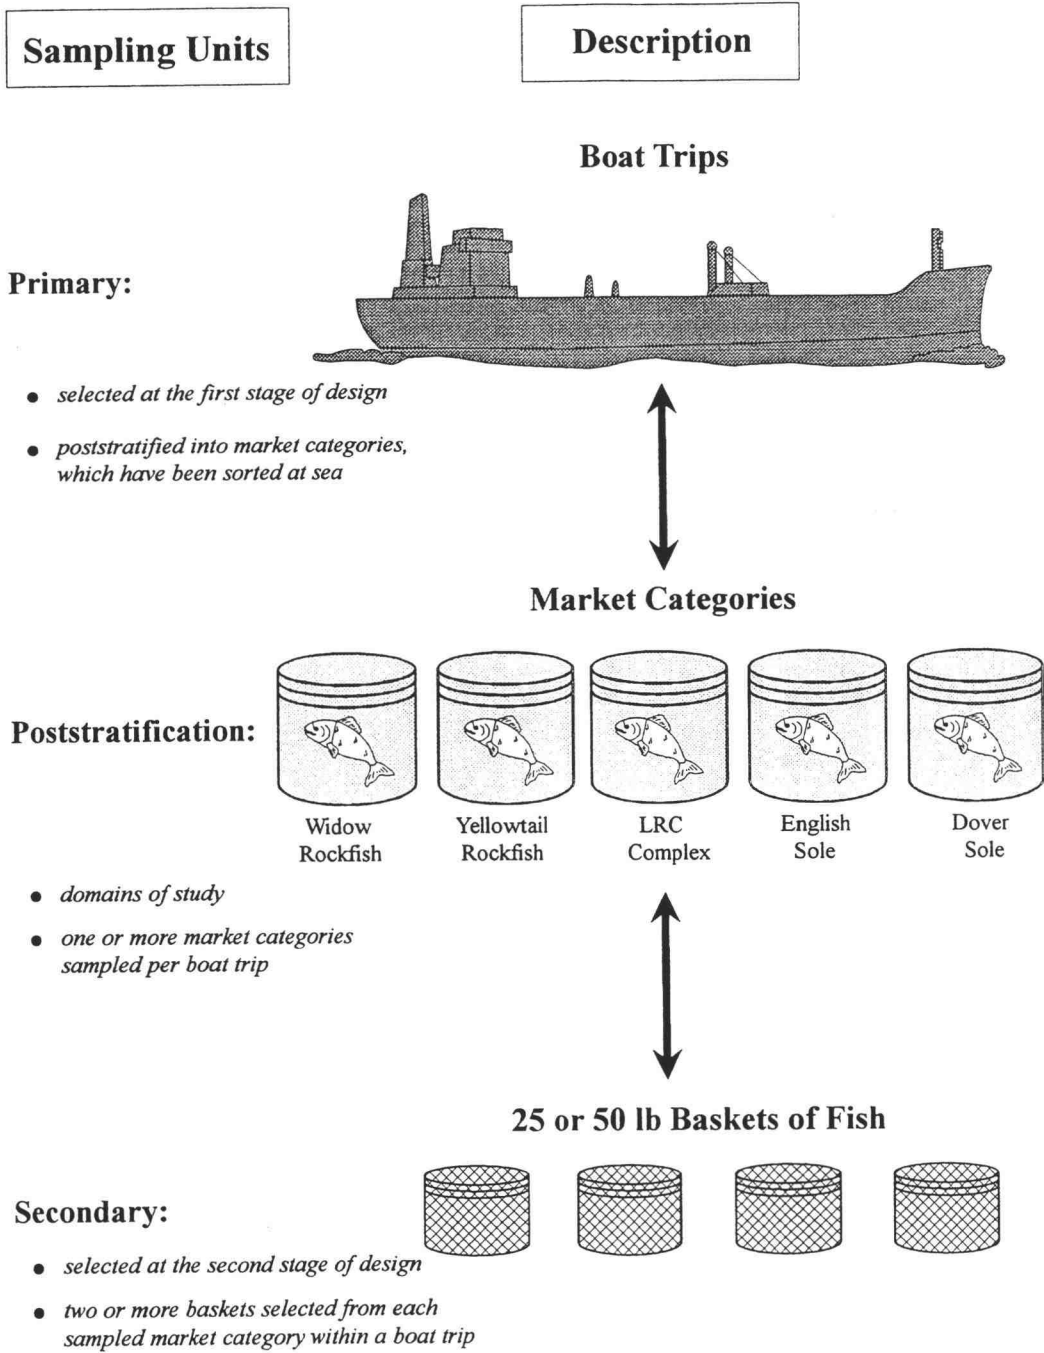 Sampling Units
Description
Boat Trips
Primary:
• selected at the first stage of design
• poststratified into market categories,
which have been sorted at sea
Market Categories
Poststratification:
Widow
Rockfish
Yellowtail
Rockfish
LRC
Complex
English
Sole
Dover
Sole
• domains of study
• one or more market categories
sampled per boat trip
25 or 50 lb Baskets of Fish
Secondary:
• selected at the second stage of design
• two or more baskets selected from each
sampled market category within a boat trip